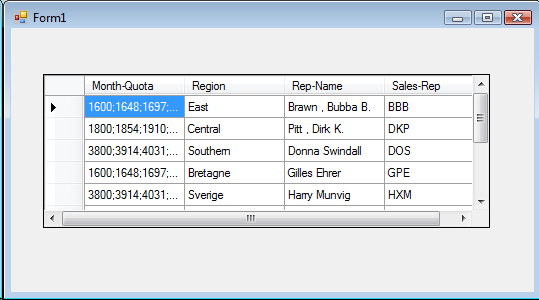 Form1
Month-Quota Region Rep-Name Sales-Rep
1600;1648;1697;... East Brawn , Bubba B. BBB
1800;1854;1910;... Central Pitt , Dirk K. DKP
3800;3914;4031;... Southern Donna Swindall DOS
1600;1648;1697;... Bretagne Gilles Ehrer GPE
3800;3914;4031;... Sverige Harry Munvig HXM